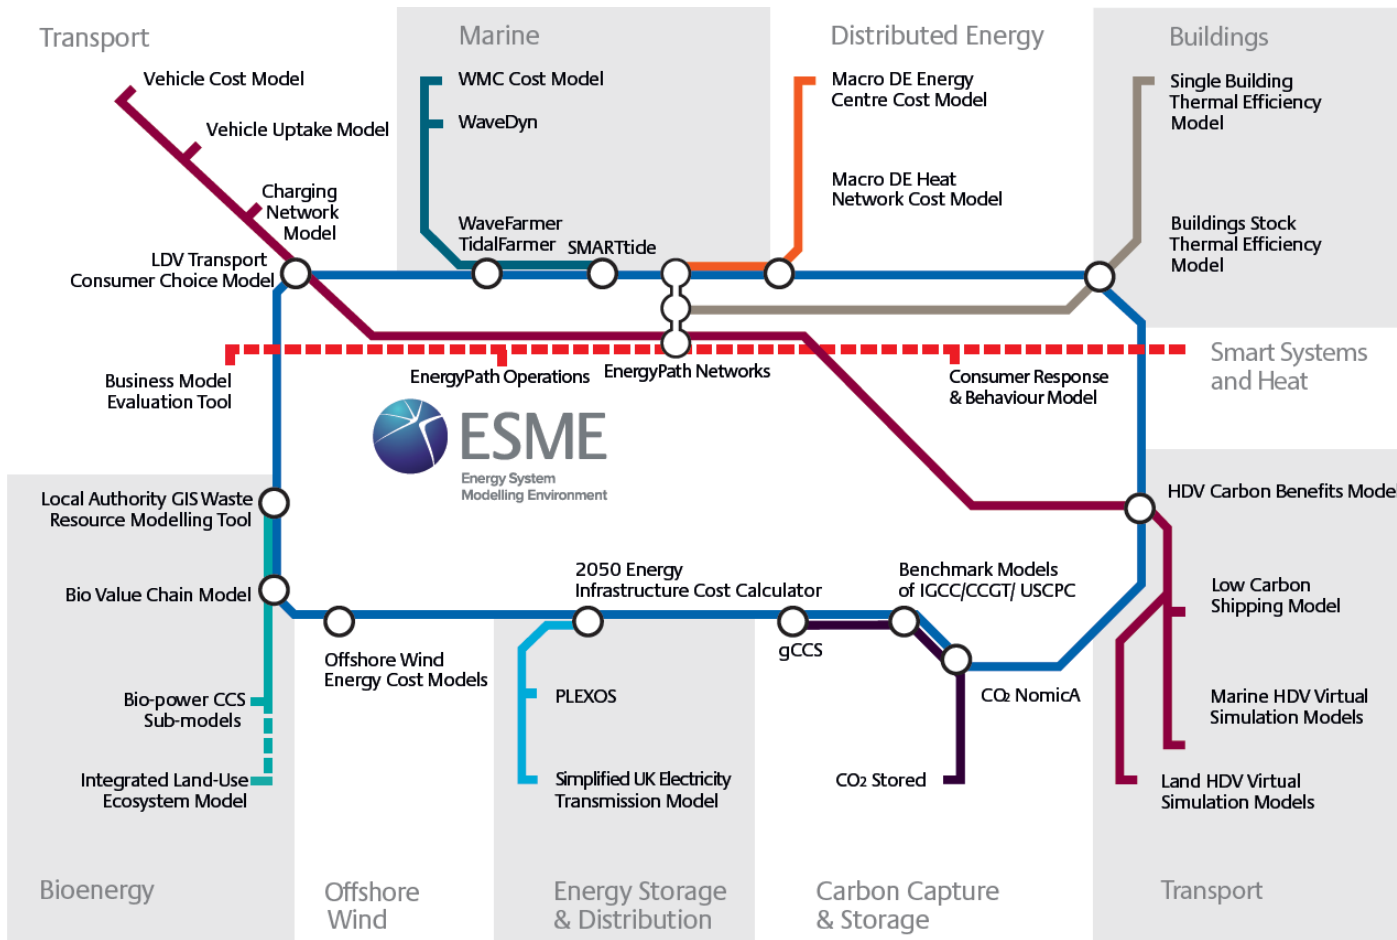 Transport
Marine
Distributed Energy
Buildings
Vehicle Cost Model
Vehicle Uptake Model
Charging
Network
Model
LDV Transport
Consumer Choice Model
WMC Cost Model
WaveDyn
WaveFarmer
TidalFarmer
SMARTtide
Macro DE Energy
Centre Cost Model
Macro DE Heat
Network Cost Model
Single Building
Thermal Efficiency
Model
Buildings Stock
Thermal Efficiency
Model
Smart Systems
and Heat
Business Model
Evaluation Tool
EnergyPath Operations
EnergyPath Networks
Consumer Response
& Behaviour Model
ESME
Energy System
Modelling Environment
Local Authority GIS Waste
Resource Modelling Tool
Bio Value Chain Model
Bio-power CCS
Sub-models
Integrated Land-Use
Ecosystem Model
Offshore Wind
Energy Cost Models
2050 Energy
Infrastructure Cost Calculator
PLEXOS
Simplified UK Electricity
Transmission Model
gCCS
Benchmark Models
of IGCC/CCGT/ USCPC
CO2 NomicA
CO2 Stored
HDV Carbon Benefits Model
Low Carbon
Shipping Model
Marine HDV Virtual
Simulation Models
Land HDV Virtual
Simulation Models
Bioenergy
Offshore
Wind
Energy Storage
& Distribution
Carbon Capture
& Storage
Transport